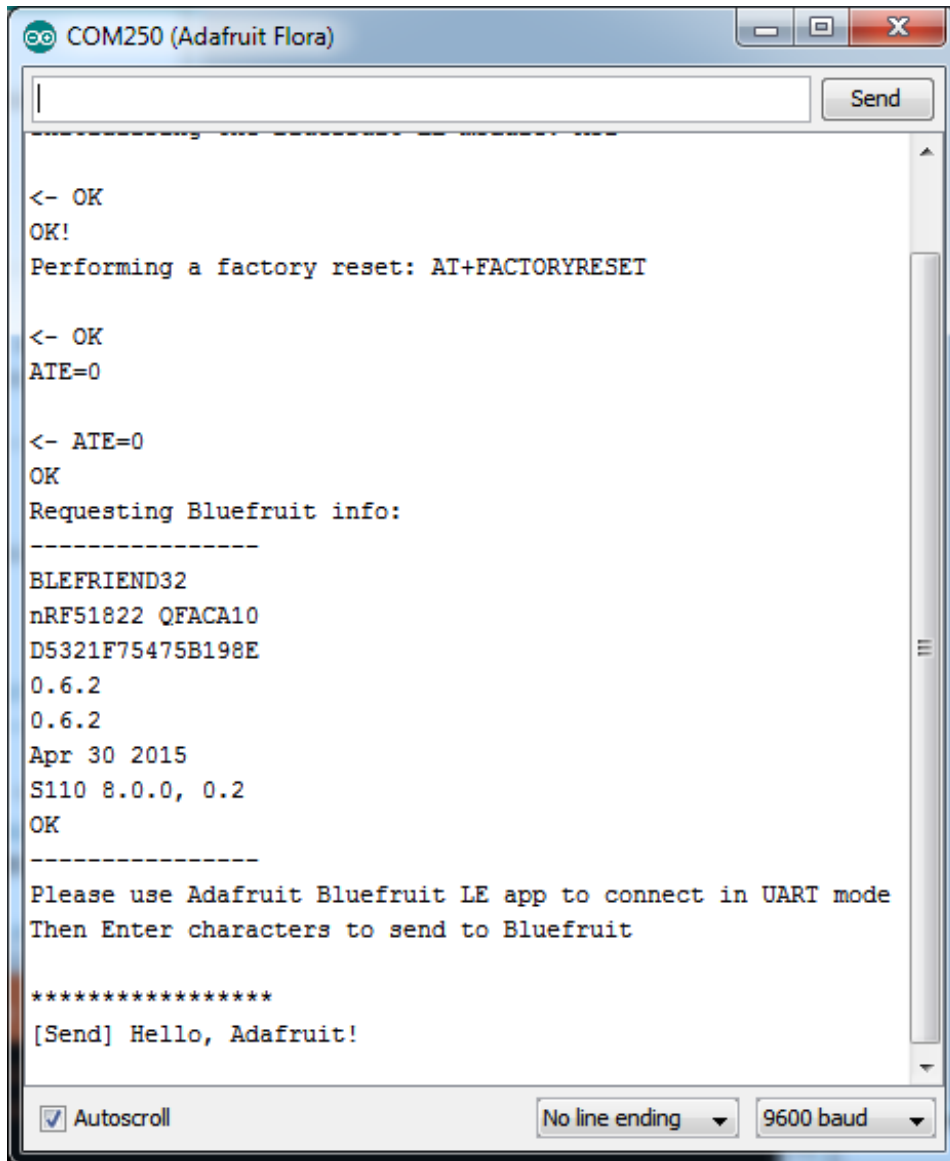 COM250 (Adafruit Flora)
Send
<- OK
OK!
Performing a factory reset: AT+FACTORYRESET
<- OK
ATE=0
<- ATE=0
OK
Requesting Bluefruit info:
----------------
BLEFRIEND32
nRF51822 QFACA10
D5321F75475B198E
0.6.2
0.6.2
Apr 30 2015
S110 8.0.0, 0.2
OK
----------------
Please use Adafruit Bluefruit LE app to connect in UART mode
Then Enter characters to send to Bluefruit
*****************
[Send] Hello, Adafruit!
Autoscroll
No line ending
9600 baud